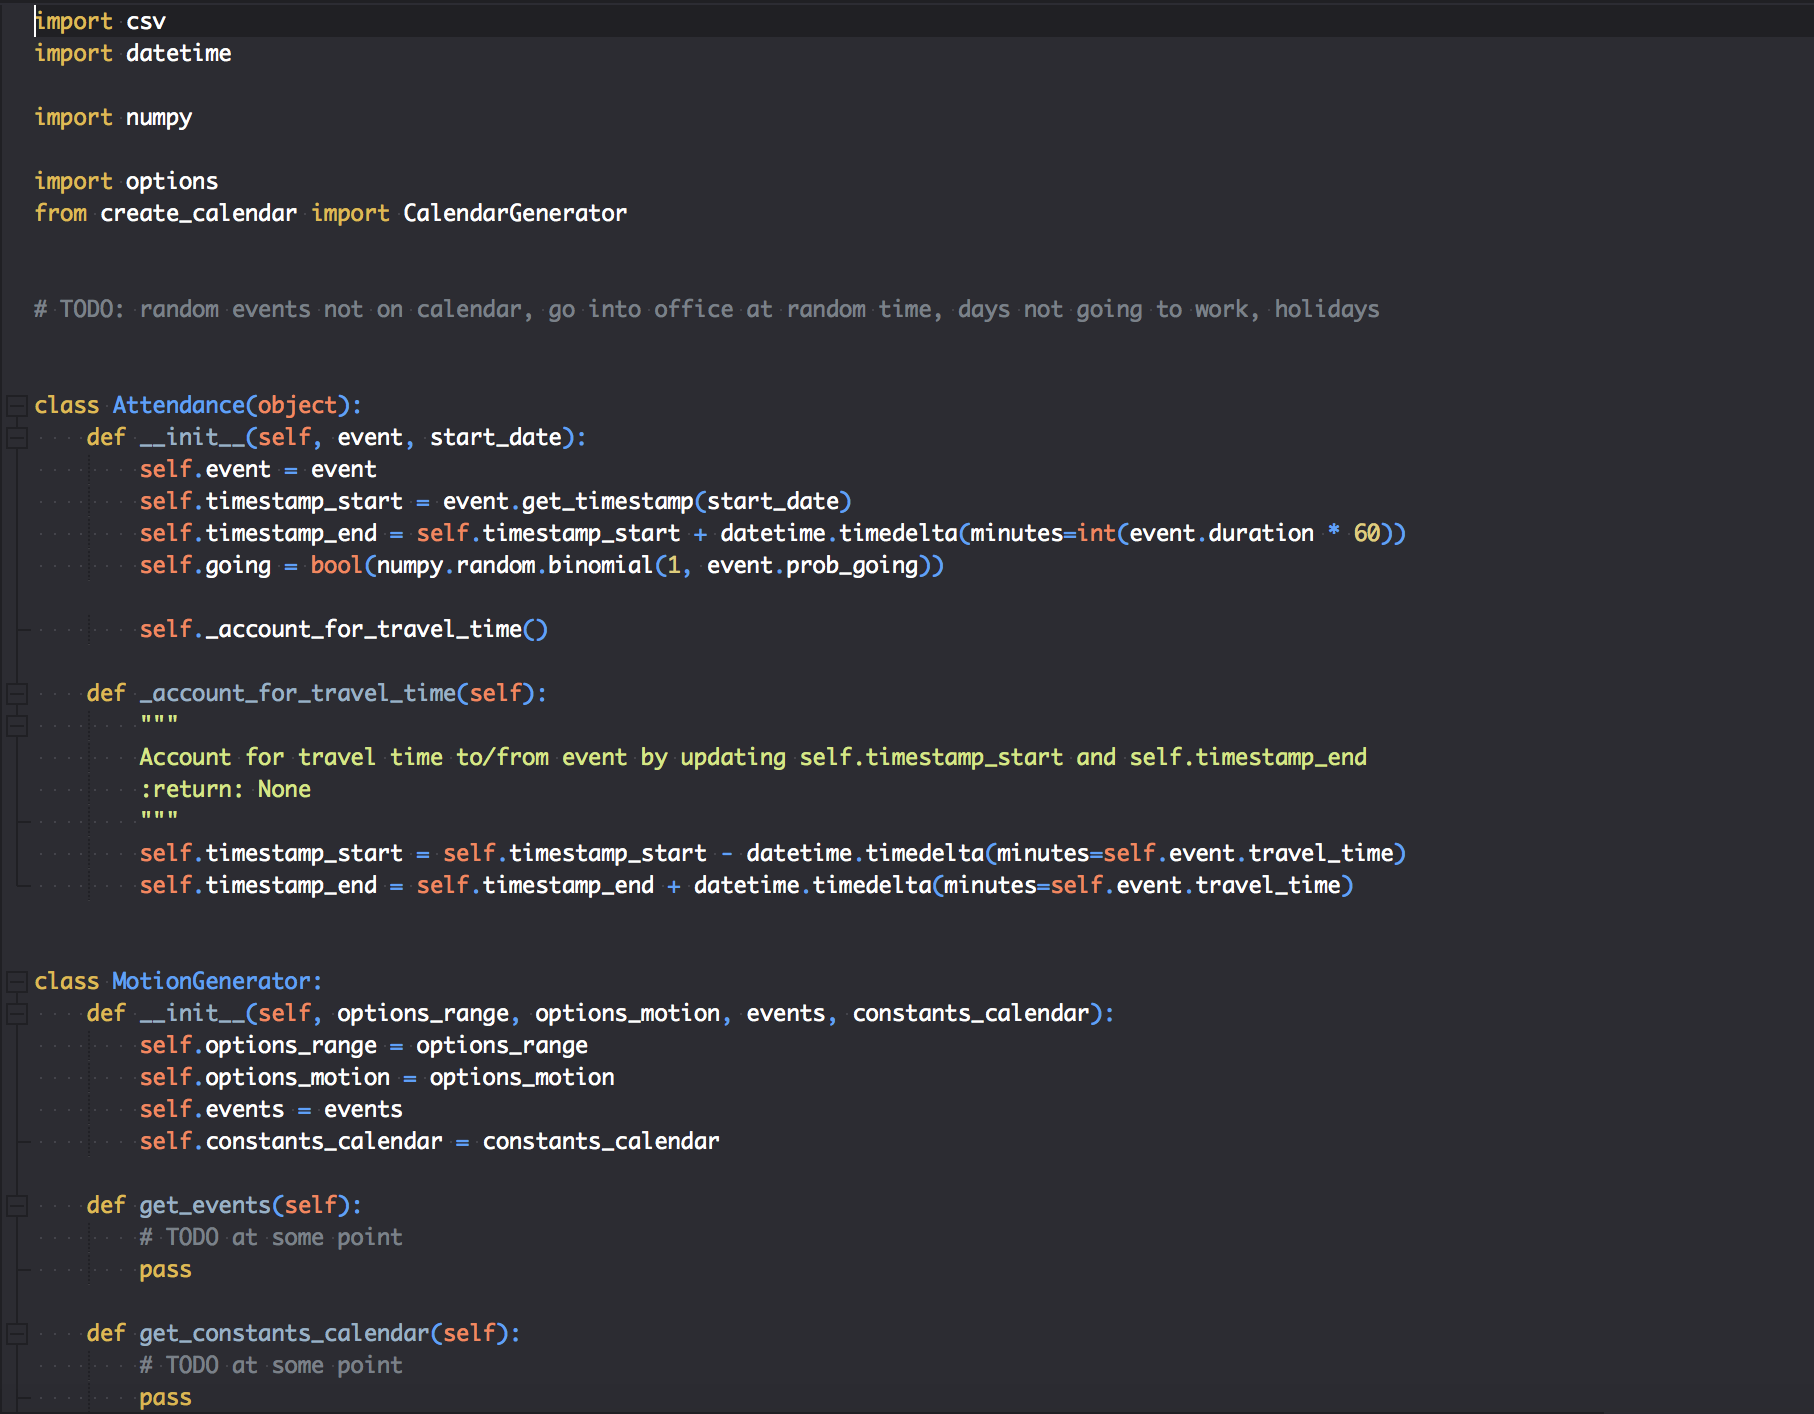 import csv
import datetime
import numpy
import options
from create_calendar import CalendarGenerator
# TODO: random events not on calendar, go into office at random time, days not going to work, holidays
class Attendance(object):
    def __init__(self, event, start_date):
        self.event = event
        self.timestamp_start = event.get_timestamp(start_date)
        self.timestamp_end = self.timestamp_start + datetime.timedelta(minutes=int(event.duration * 60))
        self.going = bool(numpy.random.binomial(1, event.prob_going))
        self._account_for_travel_time()
    def _account_for_travel_time(self):
        """
        Account for travel time to/from event by updating self.timestamp_start and self.timestamp_end
        :return: None
        """
        self.timestamp_start = self.timestamp_start - datetime.timedelta(minutes=self.event.travel_time)
        self.timestamp_end = self.timestamp_end + datetime.timedelta(minutes=self.event.travel_time)
class MotionGenerator:
    def __init__(self, options_range, options_motion, events, constants_calendar):
        self.options_range = options_range
        self.options_motion = options_motion
        self.events = events
        self.constants_calendar = constants_calendar
    def get_events(self):
        # TODO at some point
        pass
    def get_constants_calendar(self):
        # TODO at some point
        pass